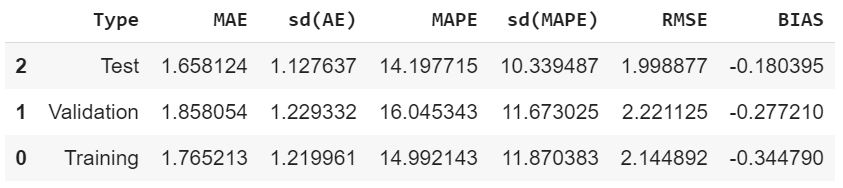 Type MAE sd(AE) MAPE sd(MAPE) RMSE BIAS
2 Test 1.658124 1.127637 14.197715 10.339487 1.998877 -0.180395
1 Validation 1.858054 1.229332 16.045343 11.673025 2.221125 -0.277210
0 Training 1.765213 1.219961 14.992143 11.870383 2.144892 -0.344790